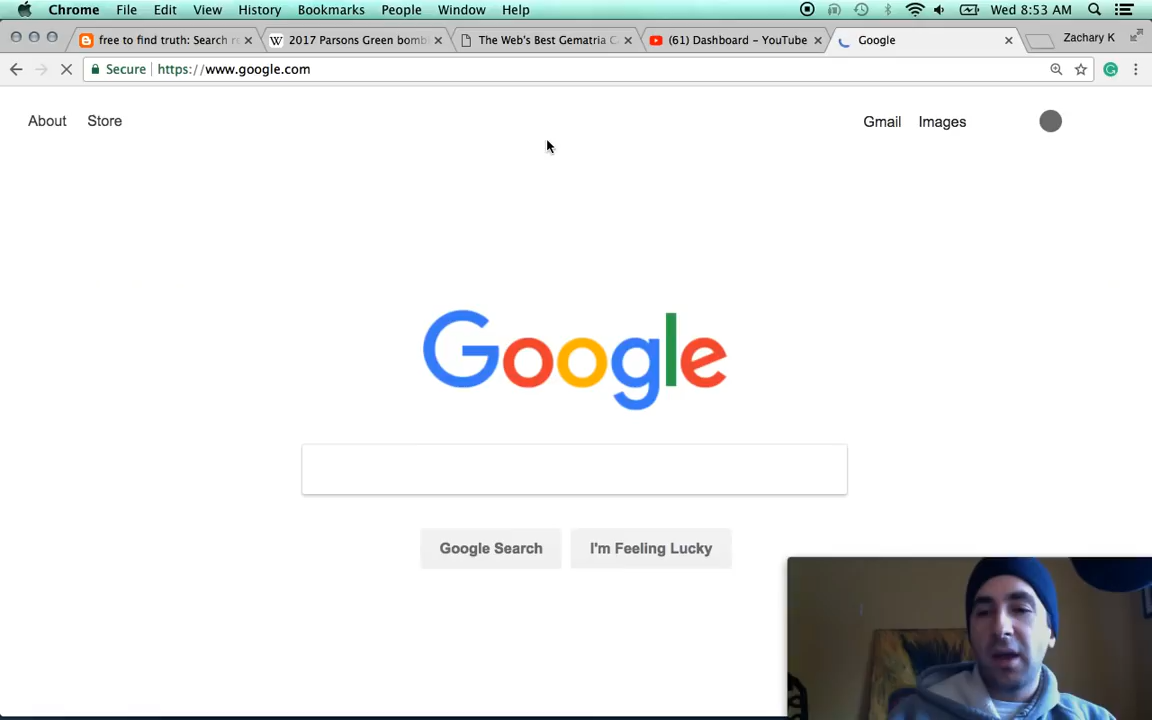 Chrome File Edit View History Bookmarks People Window Help Wed 8:53 AM
free to find truth: Search re 2017 Parsons Green bomb The Web's Best Gematria Ca (61) Dashboard - YouTube Google Zachary K
Secure https://www.google.com
About Store Gmail Images
Google
Google Search I'm Feeling Lucky